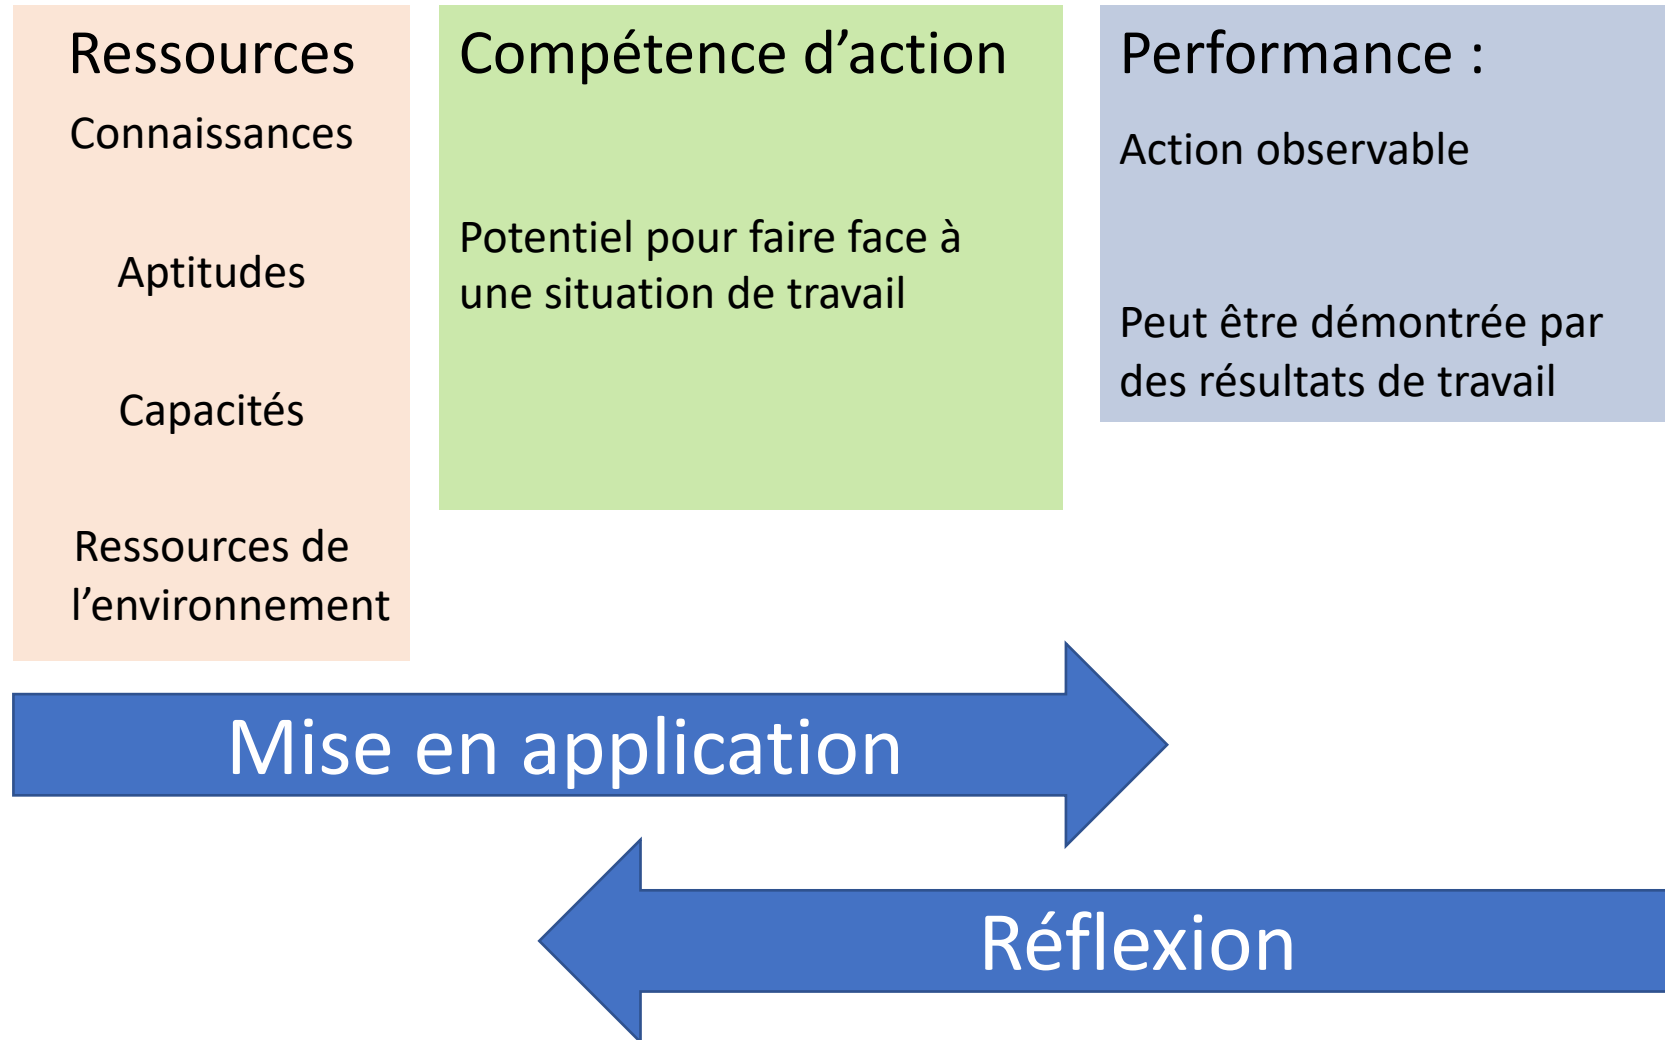 Ressources
Connaissances
Aptitudes
Capacités
Ressources de
l’environnement
Compétence d’action
Potentiel pour faire face à
une situation de travail
Performance :
Action observable
Peut être démontrée par
des résultats de travail
Mise en application
Réflexion